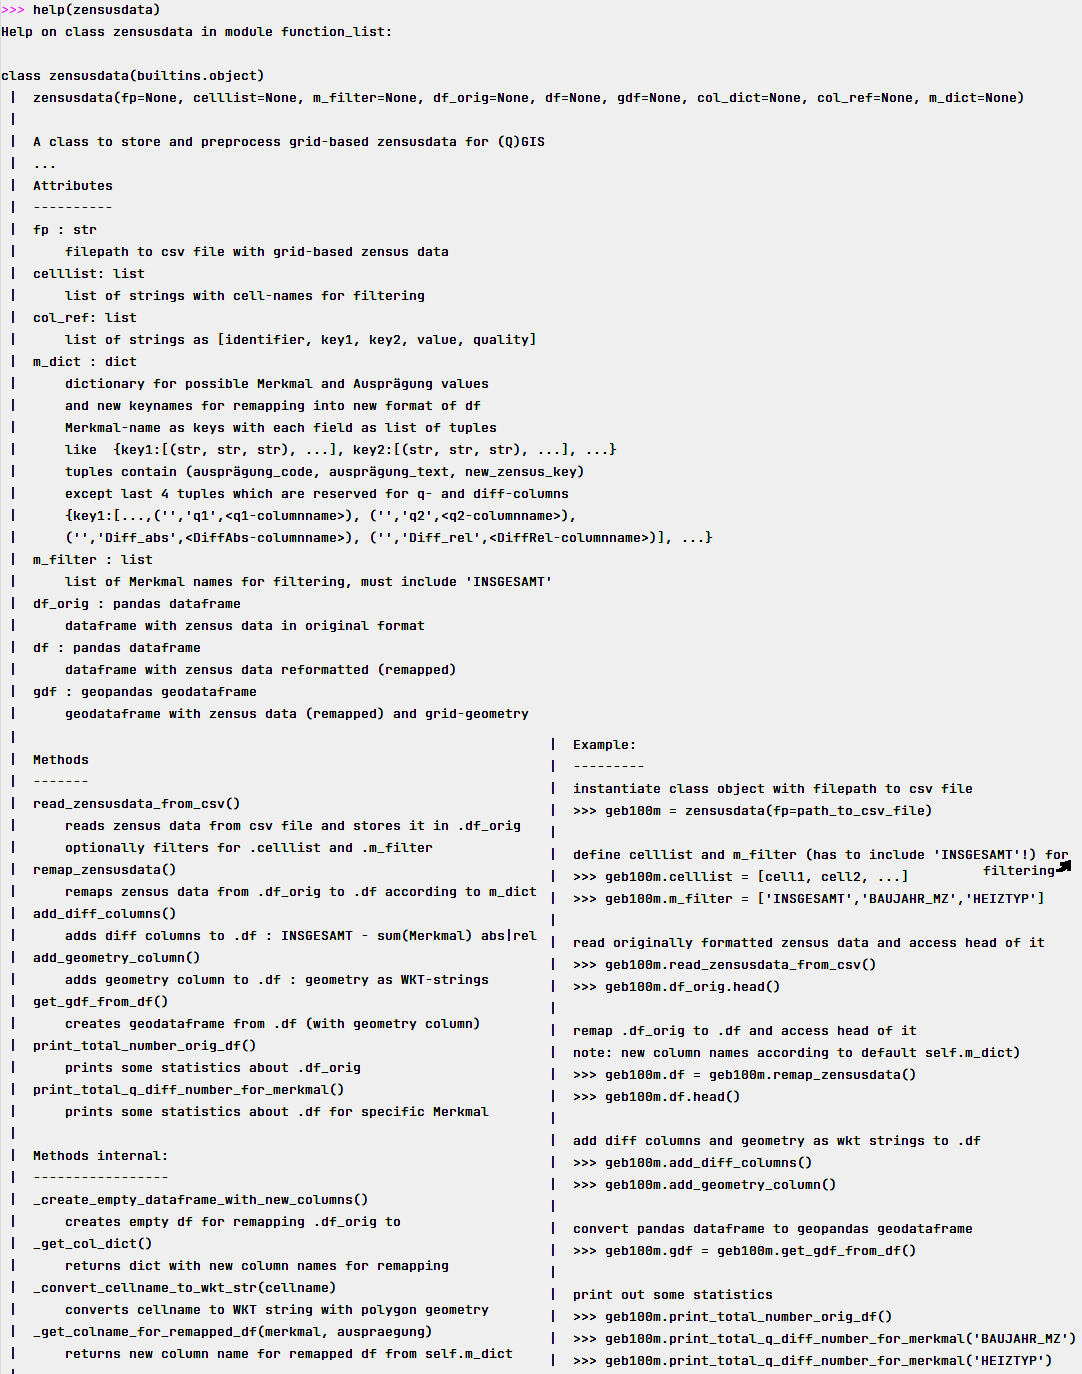 >>> help(zensusdata)
Help on class zensusdata in module function_list:
class zensusdata(builtins.object)
 |  zensusdata(fp=None, celllist=None, m_filter=None, df_orig=None, df=None, gdf=None, col_dict=None, col_ref=None, m_dict=None)
 |
 |  A class to store and preprocess grid-based zensusdata for (Q)GIS
 |  ...
 |  Attributes
 |  ----------
 |  fp : str
 |      filepath to csv file with grid-based zensus data
 |  celllist: list
 |      list of strings with cell-names for filtering
 |  col_ref: list
 |      list of strings as [identifier, key1, key2, value, quality]
 |  m_dict : dict
 |      dictionary for possible Merkmal and Ausprägung values
 |      and new keynames for remapping into new format of df
 |      Merkmal-name as keys with each field as list of tuples
 |      like  {key1:[(str, str, str), ...], key2:[(str, str, str), ...], ...}
 |      tuples contain (ausprägung_code, ausprägung_text, new_zensus_key)
 |      except last 4 tuples which are reserved for q- and diff-columns
 |      {key1:[...,('','q1',<q1-columnname>), ('','q2',<q2-columnname>),
 |      ('','Diff_abs',<DiffAbs-columnname>), ('','Diff_rel',<DiffRel-columnname>)], ...}
 |  m_filter : list
 |      list of Merkmal names for filtering, must include 'INSGESAMT'
 |  df_orig : pandas dataframe
 |      dataframe with zensus data in original format
 |  df : pandas dataframe
 |      dataframe with zensus data reformatted (remapped)
 |  gdf : geopandas geodataframe
 |      geodataframe with zensus data (remapped) and grid-geometry
 |
 |  Methods
 |  -------
 |  read_zensusdata_from_csv()
 |      reads zensus data from csv file and stores it in .df_orig
 |      optionally filters for .celllist and .m_filter
 |  remap_zensusdata()
 |      remaps zensus data from .df_orig to .df according to m_dict
 |  add_diff_columns()
 |      adds diff columns to .df : INSGESAMT - sum(Merkmal) abs|rel
 |  add_geometry_column()
 |      adds geometry column to .df : geometry as WKT-strings
 |  get_gdf_from_df()
 |      creates geodataframe from .df (with geometry column)
 |  print_total_number_orig_df()
 |      prints some statistics about .df_orig
 |  print_total_q_diff_number_for_merkmal()
 |      prints some statistics about .df for specific Merkmal
 |
 |  Methods internal:
 |  -----------------
 |  _create_empty_dataframe_with_new_columns()
 |      creates empty df for remapping .df_orig to
 |  _get_col_dict()
 |      returns dict with new column names for remapping
 |  _convert_cellname_to_wkt_str(cellname)
 |      converts cellname to WKT string with polygon geometry
 |  _get_colname_for_remapped_df(merkmal, auspraegung)
 |      returns new column name for remapped df from self.m_dict
 |  Example:
 |  ---------
 |  instantiate class object with filepath to csv file
 |  >>> geb100m = zensusdata(fp=path_to_csv_file)
 |
 |  define celllist and m_filter (has to include 'INSGESAMT'!) for
filtering
 |  >>> geb100m.celllist = [cell1, cell2, ...]
 |  >>> geb100m.m_filter = ['INSGESAMT','BAUJAHR_MZ','HEIZTYP']
 |
 |  read originally formatted zensus data and access head of it
 |  >>> geb100m.read_zensusdata_from_csv()
 |  >>> geb100m.df_orig.head()
 |
 |  remap .df_orig to .df and access head of it
 |  note: new column names according to default self.m_dict)
 |  >>> geb100m.df = geb100m.remap_zensusdata()
 |  >>> geb100m.df.head()
 |
 |  add diff columns and geometry as wkt strings to .df
 |  >>> geb100m.add_diff_columns()
 |  >>> geb100m.add_geometry_column()
 |
 |  convert pandas dataframe to geopandas geodataframe
 |  >>> geb100m.gdf = geb100m.get_gdf_from_df()
 |
 |  print out some statistics
 |  >>> geb100m.print_total_number_orig_df()
 |  >>> geb100m.print_total_q_diff_number_for_merkmal('BAUJAHR_MZ')
 |  >>> geb100m.print_total_q_diff_number_for_merkmal('HEIZTYP')